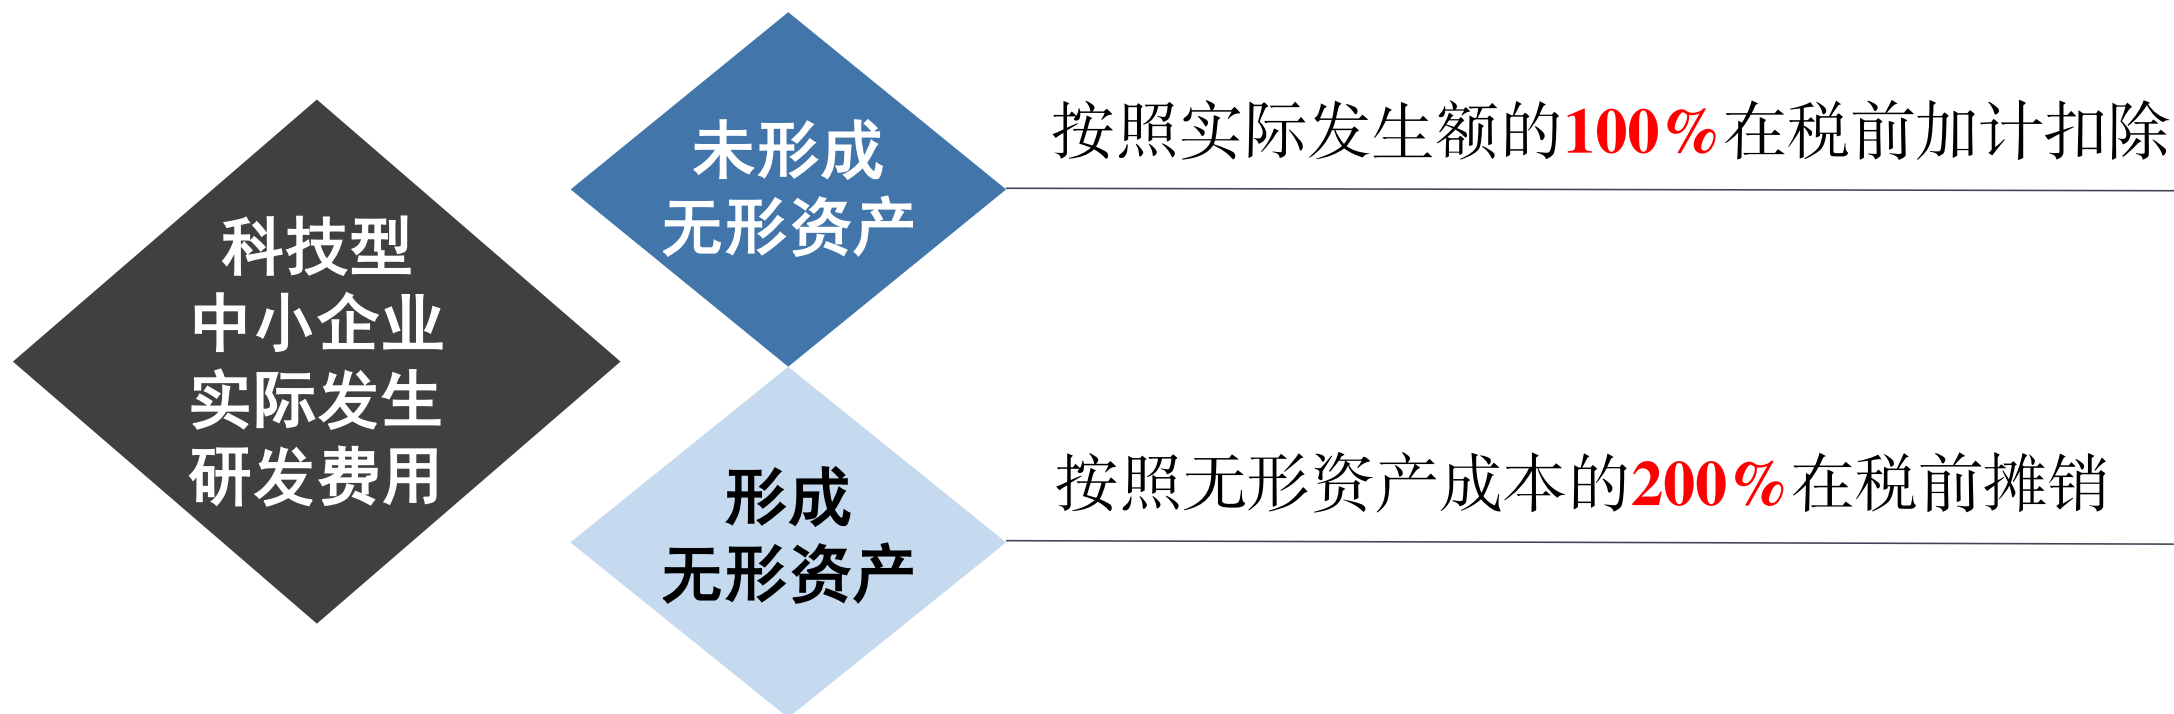 科技型
中小企业
实际发生
研发费用
未形成
无形资产
按照实际发生额的100%在税前加计扣除
形成
无形资产
按照无形资产成本的200%在税前摊销